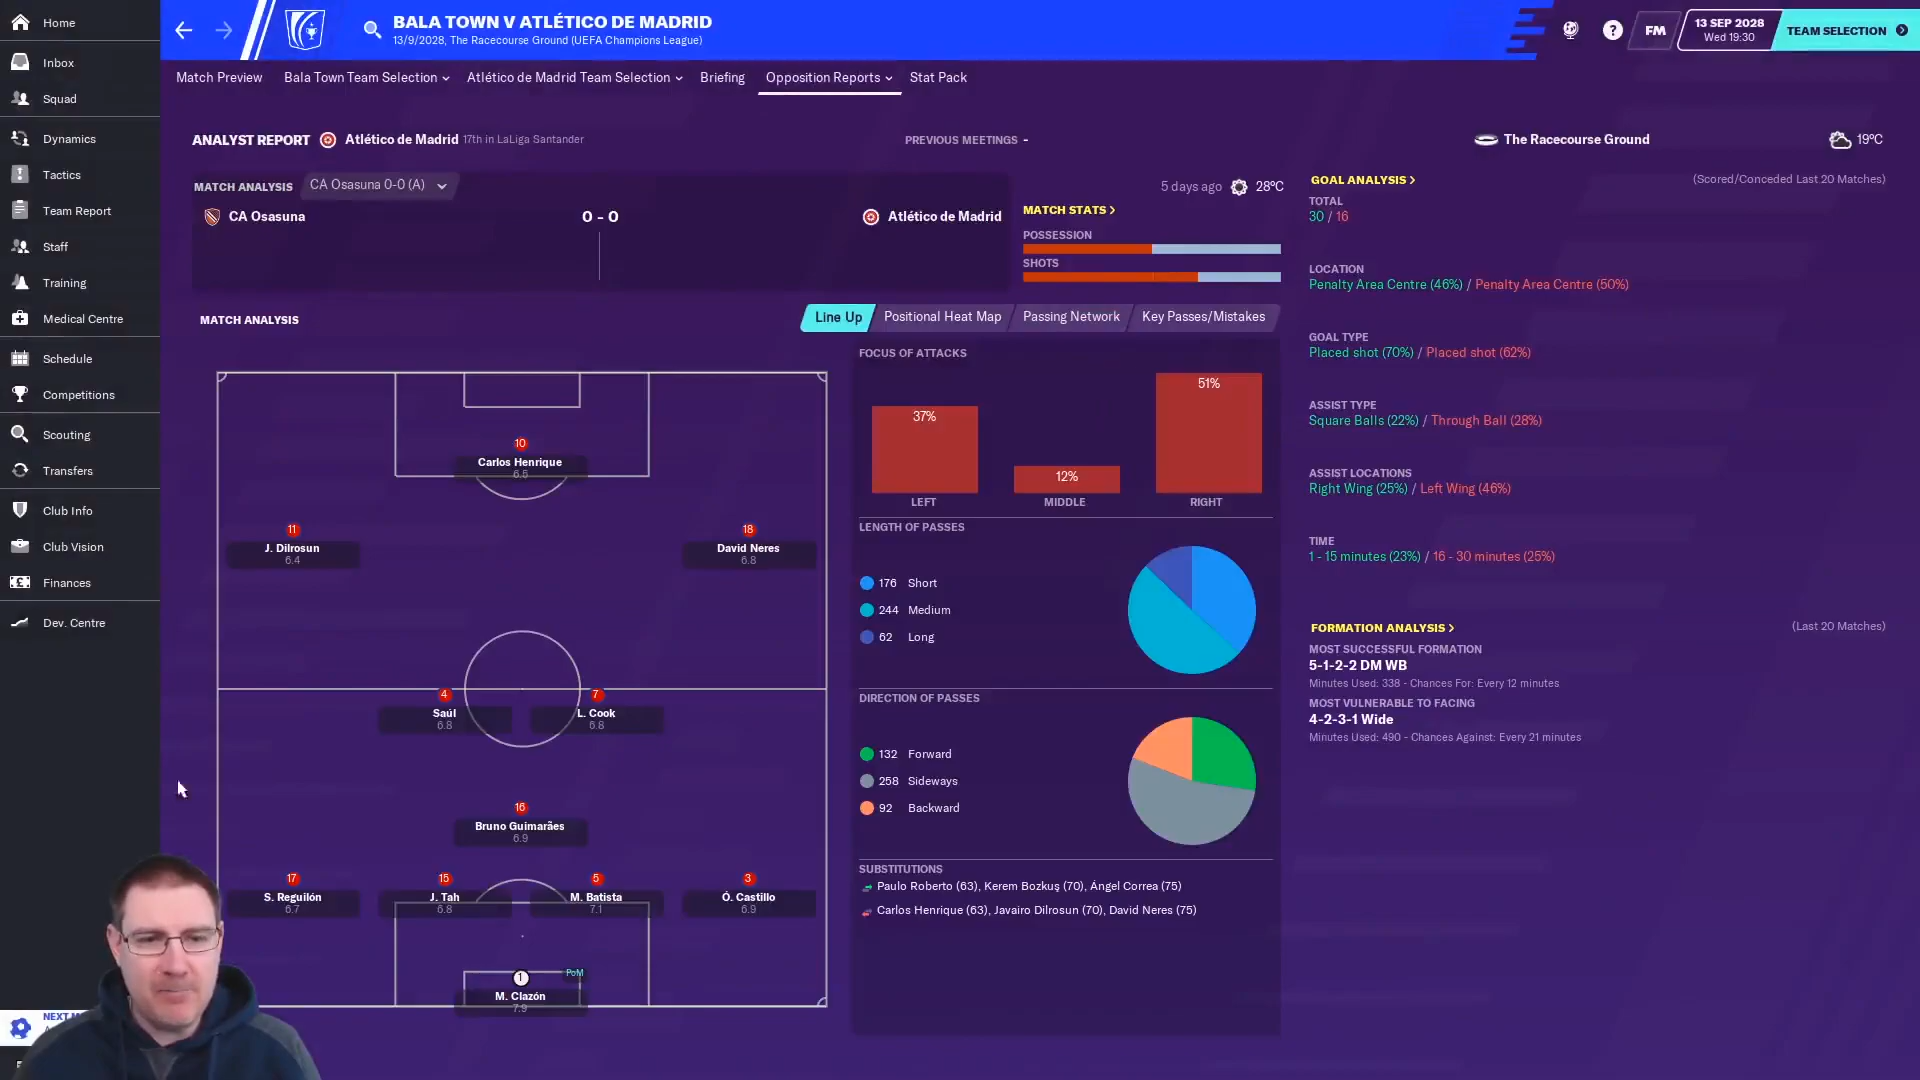 Home
Inbox
Squad
Dynamics
Tactics
Team Report
Staff
Training
Medical Centre
Schedule
Competitions
Scouting
Transfers
Club Info
Club Vision
Finances
Dev. Centre
BALA TOWN V ATLÉTICO DE MADRID
13/9/2028, The Racecourse Ground (UEFA Champions League)
?
FM
13 SEP 2028
Wed 19:30
TEAM SELECTION
Match Preview Bala Town Team Selection Atlético de Madrid Team Selection Briefing Opposition Reports Stat Pack
ANALYST REPORT Atlético de Madrid 17th in LaLiga Santander
PREVIOUS MEETINGS -
The Racecourse Ground
19°C
MATCH ANALYSIS CA Osasuna 0-0 (A)
5 days ago 28°C
CA Osasuna 0 - 0 Atlético de Madrid
MATCH STATS >
POSSESSION
SHOTS
MATCH ANALYSIS
Line Up Positional Heat Map Passing Network Key Passes/Mistakes
10
Carlos Henrique
6.5
11
J. Dilrosun
6.4
18
David Neres
6.8
4
Saúl
6.8
7
L. Cook
6.8
16
Bruno Guimarães
6.9
17
S. Reguilón
6.7
15
J. Tah
6.8
5
M. Batista
7.1
3
Ó. Castillo
6.9
1
PoM
M. Clazón
7.9
FOCUS OF ATTACKS
37%
12%
51%
LEFT MIDDLE RIGHT
LENGTH OF PASSES
176 Short
244 Medium
62 Long
DIRECTION OF PASSES
132 Forward
258 Sideways
92 Backward
SUBSTITUTIONS
Paulo Roberto (63), Kerem Bozkuş (70), Ángel Correa (75)
Carlos Henrique (63), Javairo Dilrosun (70), David Neres (75)
GOAL ANALYSIS > (Scored/Conceded Last 20 Matches)
TOTAL
30 / 16
LOCATION
Penalty Area Centre (46%) / Penalty Area Centre (50%)
GOAL TYPE
Placed shot (70%) / Placed shot (62%)
ASSIST TYPE
Square Balls (22%) / Through Ball (28%)
ASSIST LOCATIONS
Right Wing (25%) / Left Wing (46%)
TIME
1 - 15 minutes (23%) / 16 - 30 minutes (25%)
FORMATION ANALYSIS > (Last 20 Matches)
MOST SUCCESSFUL FORMATION
5-1-2-2 DM WB
Minutes Used: 338 - Chances For: Every 12 minutes
MOST VULNERABLE TO FACING
4-2-3-1 Wide
Minutes Used: 490 - Chances Against: Every 21 minutes
NEXT